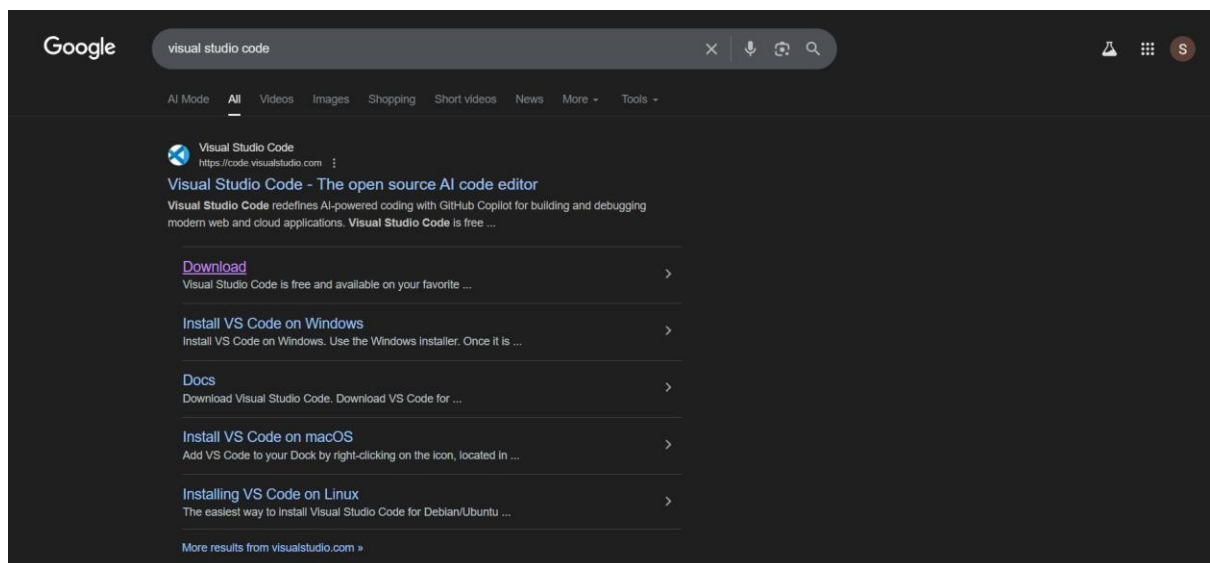 Google
visual studio code
AI Mode All Videos Images Shopping Short videos News More Tools
S
Visual Studio Code
https://code.visualstudio.com
Visual Studio Code - The open source AI code editor
Visual Studio Code redefines AI-powered coding with GitHub Copilot for building and debugging
modern web and cloud applications. Visual Studio Code is free ...
Download
Visual Studio Code is free and available on your favorite ...
Install VS Code on Windows
Install VS Code on Windows. Use the Windows installer. Once it is ...
Docs
Download Visual Studio Code. Download VS Code for ...
Install VS Code on macOS
Add VS Code to your Dock by right-clicking on the icon, located in ...
Installing VS Code on Linux
The easiest way to install Visual Studio Code for Debian/Ubuntu ...
More results from visualstudio.com »